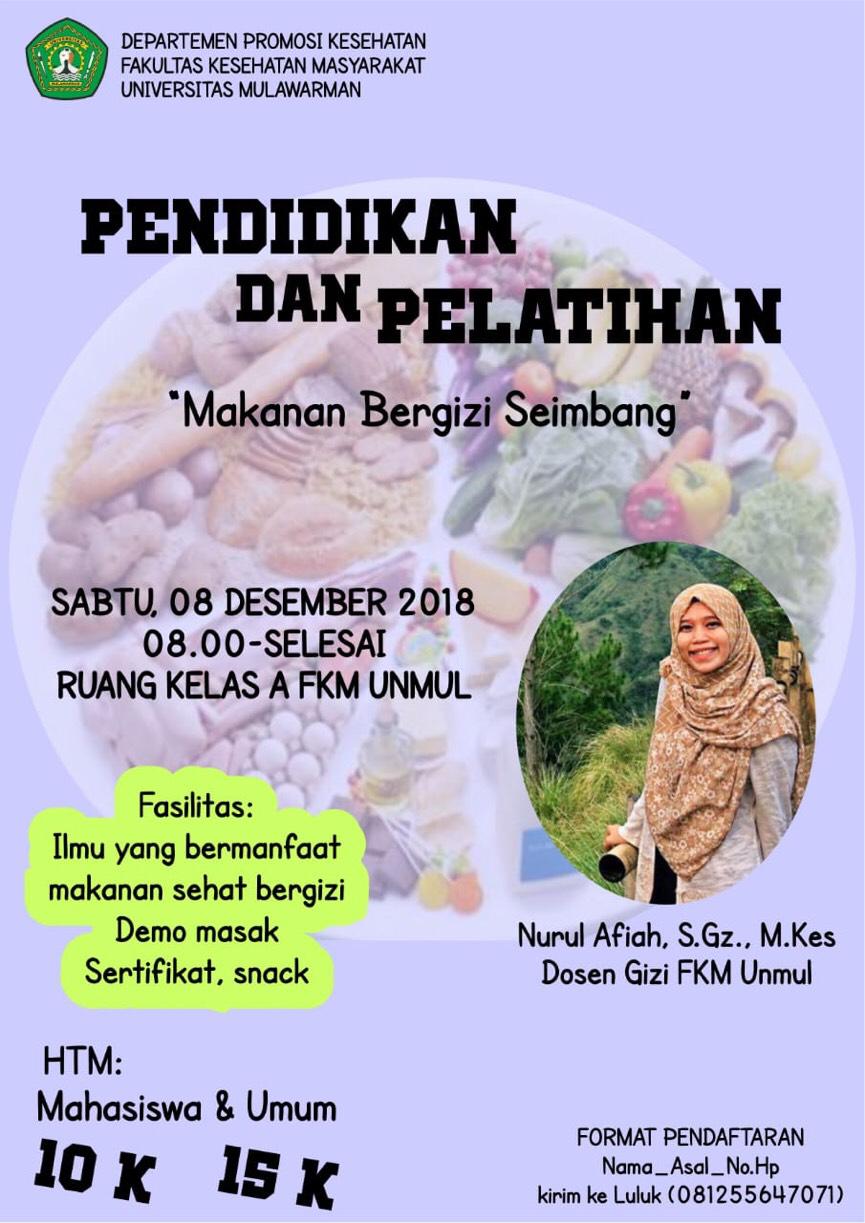 DEPARTEMEN PROMOSI KESEHATAN
FAKULTAS KESEHATAN MASYARAKAT
UNIVERSITAS MULAWARMAN
PENDIDIKAN
DAN PELATIHAN
"Makanan Bergizi Seimbang"
SABTU, 08 DESEMBER 2018
08.00-SELESAI
RUANG KELAS A FKM UNMUL
Fasilitas:
Ilmu yang bermanfaat
makanan sehat bergizi
Demo masak
Sertifikat, snack
Nurul Afiah, S.Gz., M.Kes
Dosen Gizi FKM Unmul
HTM:
Mahasiswa & Umum
10 K 15 K
FORMAT PENDAFTARAN
Nama_Asal_No.Hp
kirim ke Luluk (081255647071)